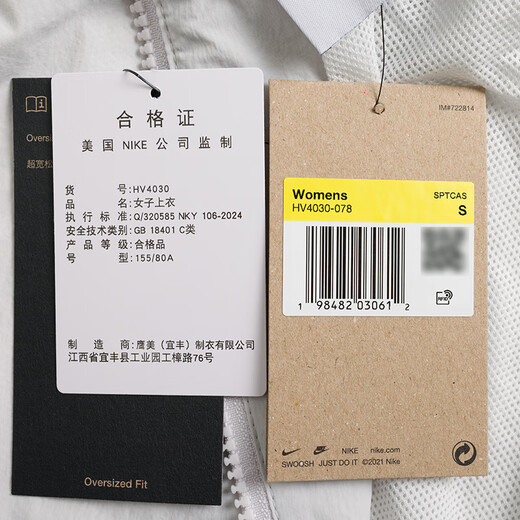 Oversiz
超宽松
Oversized Fit
合格证
美国 NIKE 公司监制
货号:HV4030
品名:女子上衣
执行标准:Q/320585 NKY 106-2024
安全技术类别:GB 18401 C类
产品等级:合格品
号型:155/80A
制造商:鹰美(宜丰)制衣有限公司
江西省宜丰县工业园工樟路76号
IM#722814
Womens
SPTCAS
HV4030-078
S
1 98482 03061 2
RFID
NIKE nike.com
SWOOSH JUST DO IT ©2021 Nike